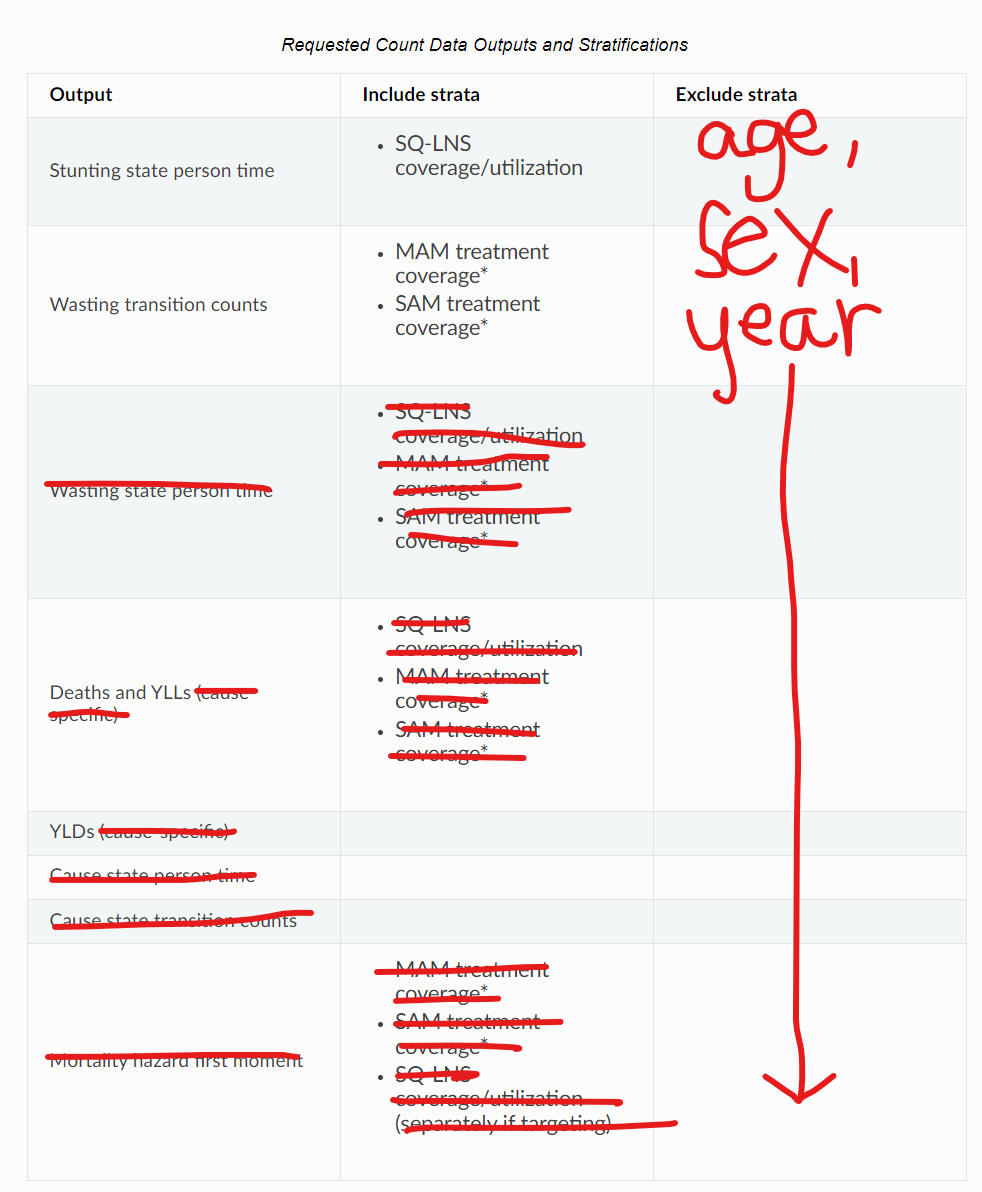 Requested Count Data Outputs and Stratifications
Output Include strata Exclude strata
Stunting state person time
SQ-LNS
coverage/utilization
age,
sex,
year
Wasting transition counts
MAM treatment
coverage*
SAM treatment
coverage*
Wasting state person time
SQ-LNS
coverage/utilization
MAM treatment
coverage*
SAM treatment
coverage*
Deaths and YLLs (cause
specific)
SQ-LNS
coverage/utilization
MAM treatment
coverage*
SAM treatment
coverage*
YLDs (cause-specific)
Cause state person time
Cause state transition counts
Mortality hazard first moment
MAM treatment
coverage*
SAM treatment
coverage*
SQ-LNS
coverage/utilization
(separately if targeting)